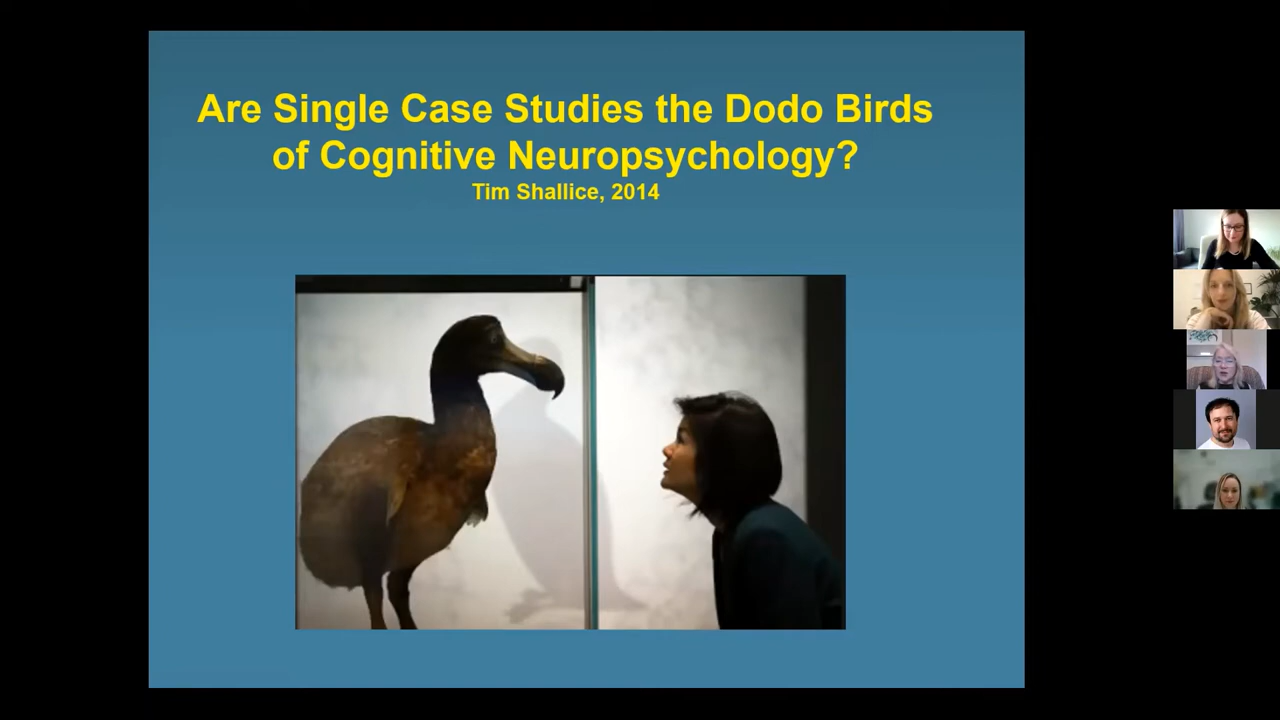 Are Single Case Studies the Dodo Birds
of Cognitive Neuropsychology?
Tim Shallice, 2014